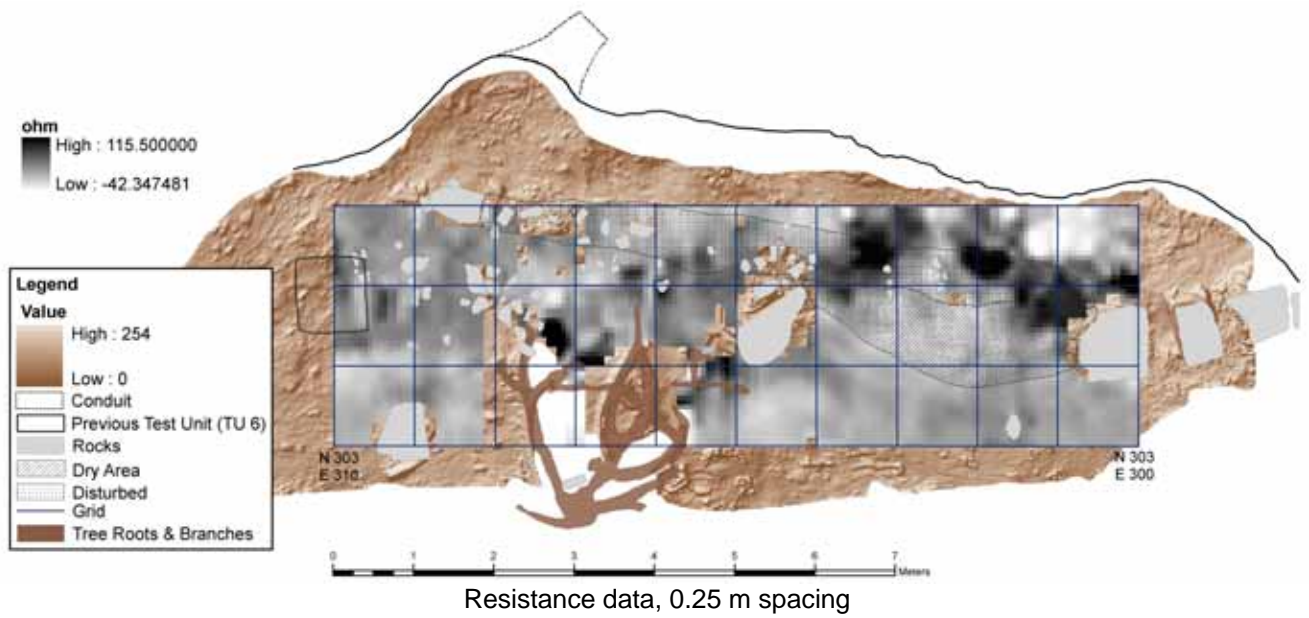 ohm
High : 115.500000
Low : -42.347481
Legend
Value
High : 254
Low : 0
Conduit
Previous Test Unit (TU 6)
Rocks
Dry Area
Disturbed
Grid
Tree Roots & Branches
N 303
E 310
N 303
E 300
0 1 2 3 4 5 6 7
Meters
Resistance data, 0.25 m spacing